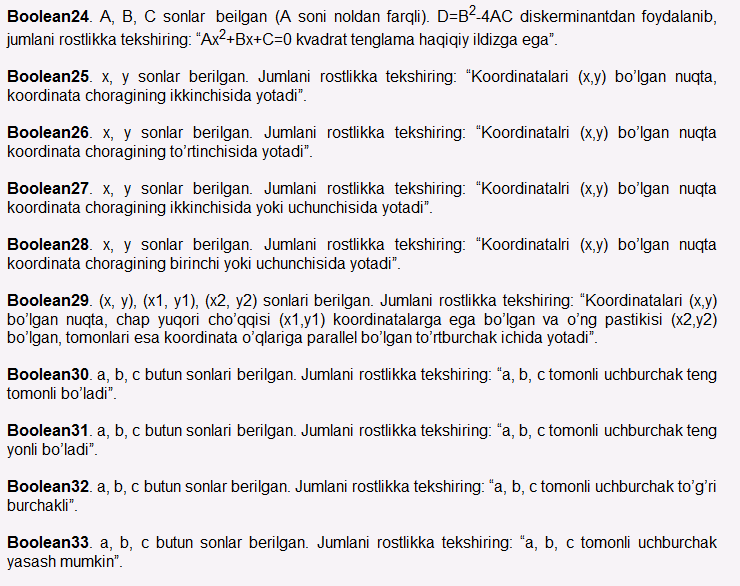 Boolean24. A, B, C sonlar beilgan (A soni noldan farqli). D=B²-4AC diskerminantdan foydalanib,
jumlani rostlikka tekshiring: “Ax²+Bx+C=0 kvadrat tenglama haqiqiy ildizga ega”.
Boolean25. x, y sonlar berilgan. Jumlani rostlikka tekshiring: “Koordinatalari (x,y) bo’lgan nuqta,
koordinata choragining ikkinchisida yotadi”.
Boolean26. x, y sonlar berilgan. Jumlani rostlikka tekshiring: “Koordinatalri (x,y) bo’lgan nuqta
koordinata choragining to’rtinchisida yotadi”.
Boolean27. x, y sonlar berilgan. Jumlani rostlikka tekshiring: “Koordinatalri (x,y) bo’lgan nuqta
koordinata choragining ikkinchisida yoki uchunchisida yotadi”.
Boolean28. x, y sonlar berilgan. Jumlani rostlikka tekshiring: “Koordinatalri (x,y) bo’lgan nuqta
koordinata choragining birinchi yoki uchunchisida yotadi”.
Boolean29. (x, y), (x1, y1), (x2, y2) sonlari berilgan. Jumlani rostlikka tekshiring: “Koordinatalari (x,y)
bo’lgan nuqta, chap yuqori cho’qqisi (x1,y1) koordinatalarga ega bo’lgan va o’ng pastikisi (x2,y2)
bo’lgan, tomonlari esa koordinata o’qlariga parallel bo’lgan to’rtburchak ichida yotadi”.
Boolean30. a, b, c butun sonlari berilgan. Jumlani rostlikka tekshiring: “a, b, c tomonli uchburchak teng
tomonli bo’ladi”.
Boolean31. a, b, c butun sonlari berilgan. Jumlani rostlikka tekshiring: “a, b, c tomonli uchburchak teng
yonli bo’ladi”.
Boolean32. a, b, c butun sonlar berilgan. Jumlani rostlikka tekshiring: “a, b, c tomonli uchburchak to’g’ri
burchakli”.
Boolean33. a, b, c butun sonlar berilgan. Jumlani rostlikka tekshiring: “a, b, c tomonli uchburchak
yasash mumkin”.